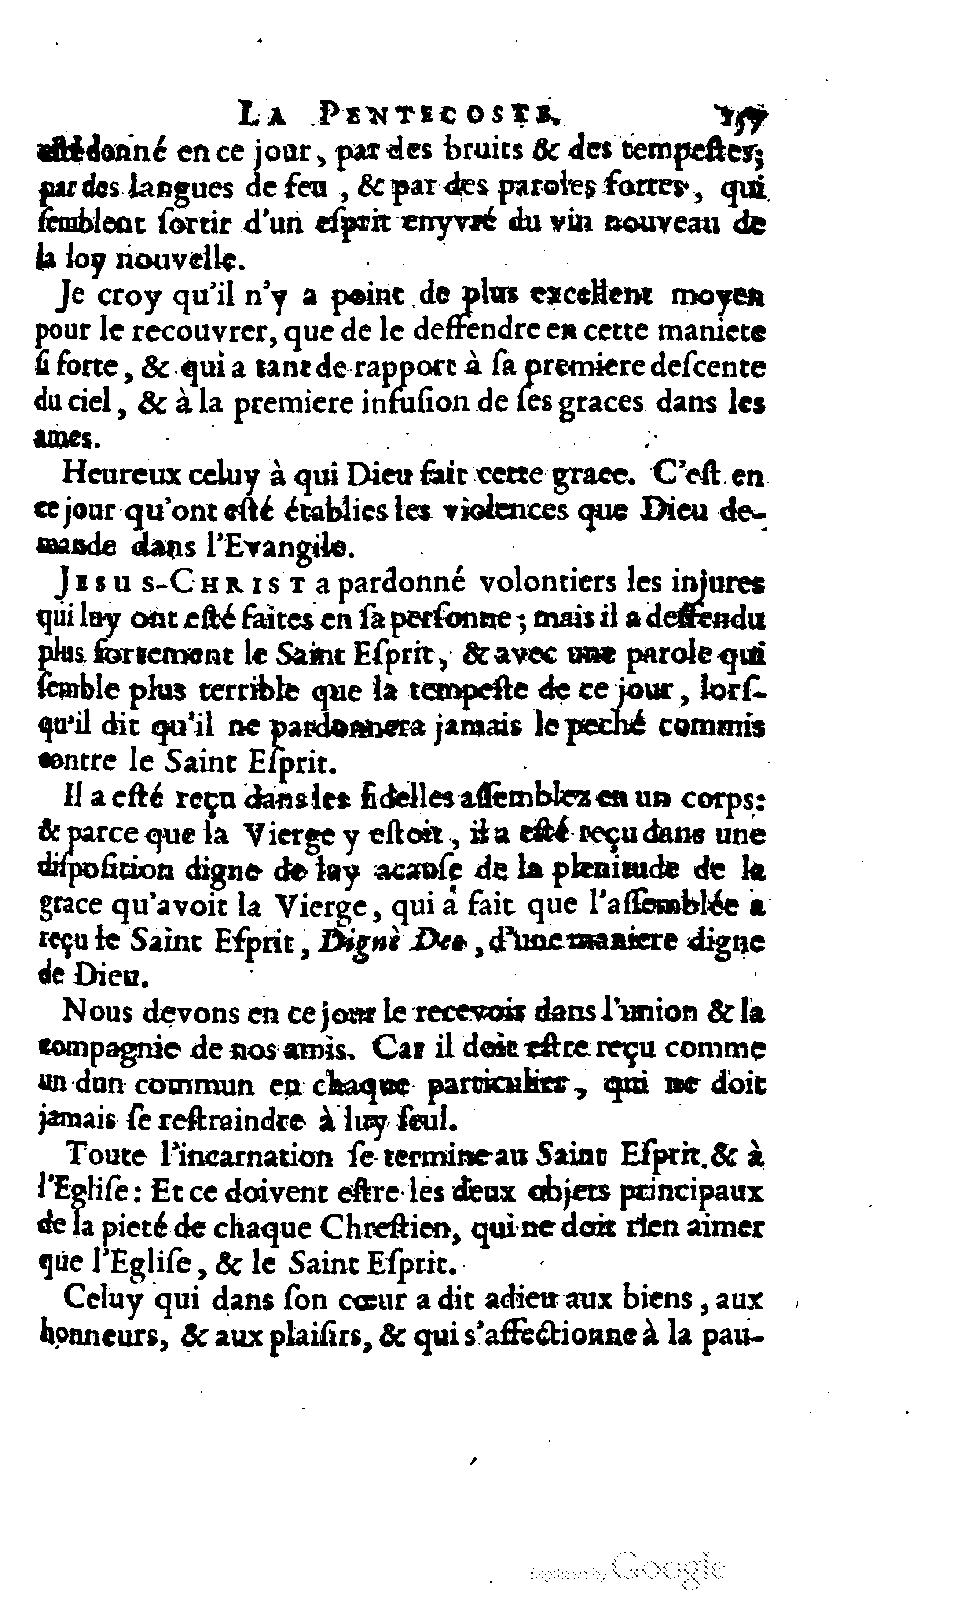 LA PENTECOSTE. 157
esté donné en ce jour, par des bruits & des tempestes;
par des langues de feu, & par des paroles fortes, qui
ſemblent ſortir d'un eſprit enyvré du vin nouveau de
la loy nouvelle.
Je croy qu'il n'y a point de plus excellent moyen
pour le recouvrer, que de le deffendre en cette maniere
ſi forte, & qui a tant de rapport à ſa premiere deſcente
du ciel, & à la premiere infuſion de ſes graces dans les
ames.
Heureux celuy à qui Dieu fait cette grace. C'eſt en
ce jour qu'ont eſté établies les violences que Dieu de-
mande dans l'Evangile.
JESUS-CHRIST a pardonné volontiers les injures
qui luy ont eſté faites en ſa perſonne; mais il a deffendu
plus fortement le Saint Eſprit, & avec une parole qui
ſemble plus terrible que la tempeſte de ce jour, lorſ-
qu'il dit qu'il ne pardonnera jamais le peché commis
contre le Saint Eſprit.
Il a eſté reçu dans les fidelles aſſemblez en un corps:
& parce que la Vierge y eſtoit, il a eſté reçu dans une
diſpoſition digne de luy acauſe de la plenitude de la
grace qu'avoit la Vierge, qui a fait que l'aſſemblée a
reçu le Saint Eſprit, Dignè Deo, d'une maniere digne
de Dieu.
Nous devons en ce jour le recevoir dans l'union & la
compagnie de nos amis. Car il doit eſtre reçu comme
un don commun en chaque particulier, qui ne doit
jamais ſe reſtraindre à luy ſeul.
Toute l'incarnation ſe termine au Saint Eſprit & à
l'Egliſe: Et ce doivent eſtre les deux objets principaux
de la pieté de chaque Chreſtien, qui ne doit rien aimer
que l'Egliſe, & le Saint Eſprit.
Celuy qui dans ſon cœur a dit adieu aux biens, aux
honneurs, & aux plaiſirs, & qui s'affectionne à la pau-
Digitized by Google